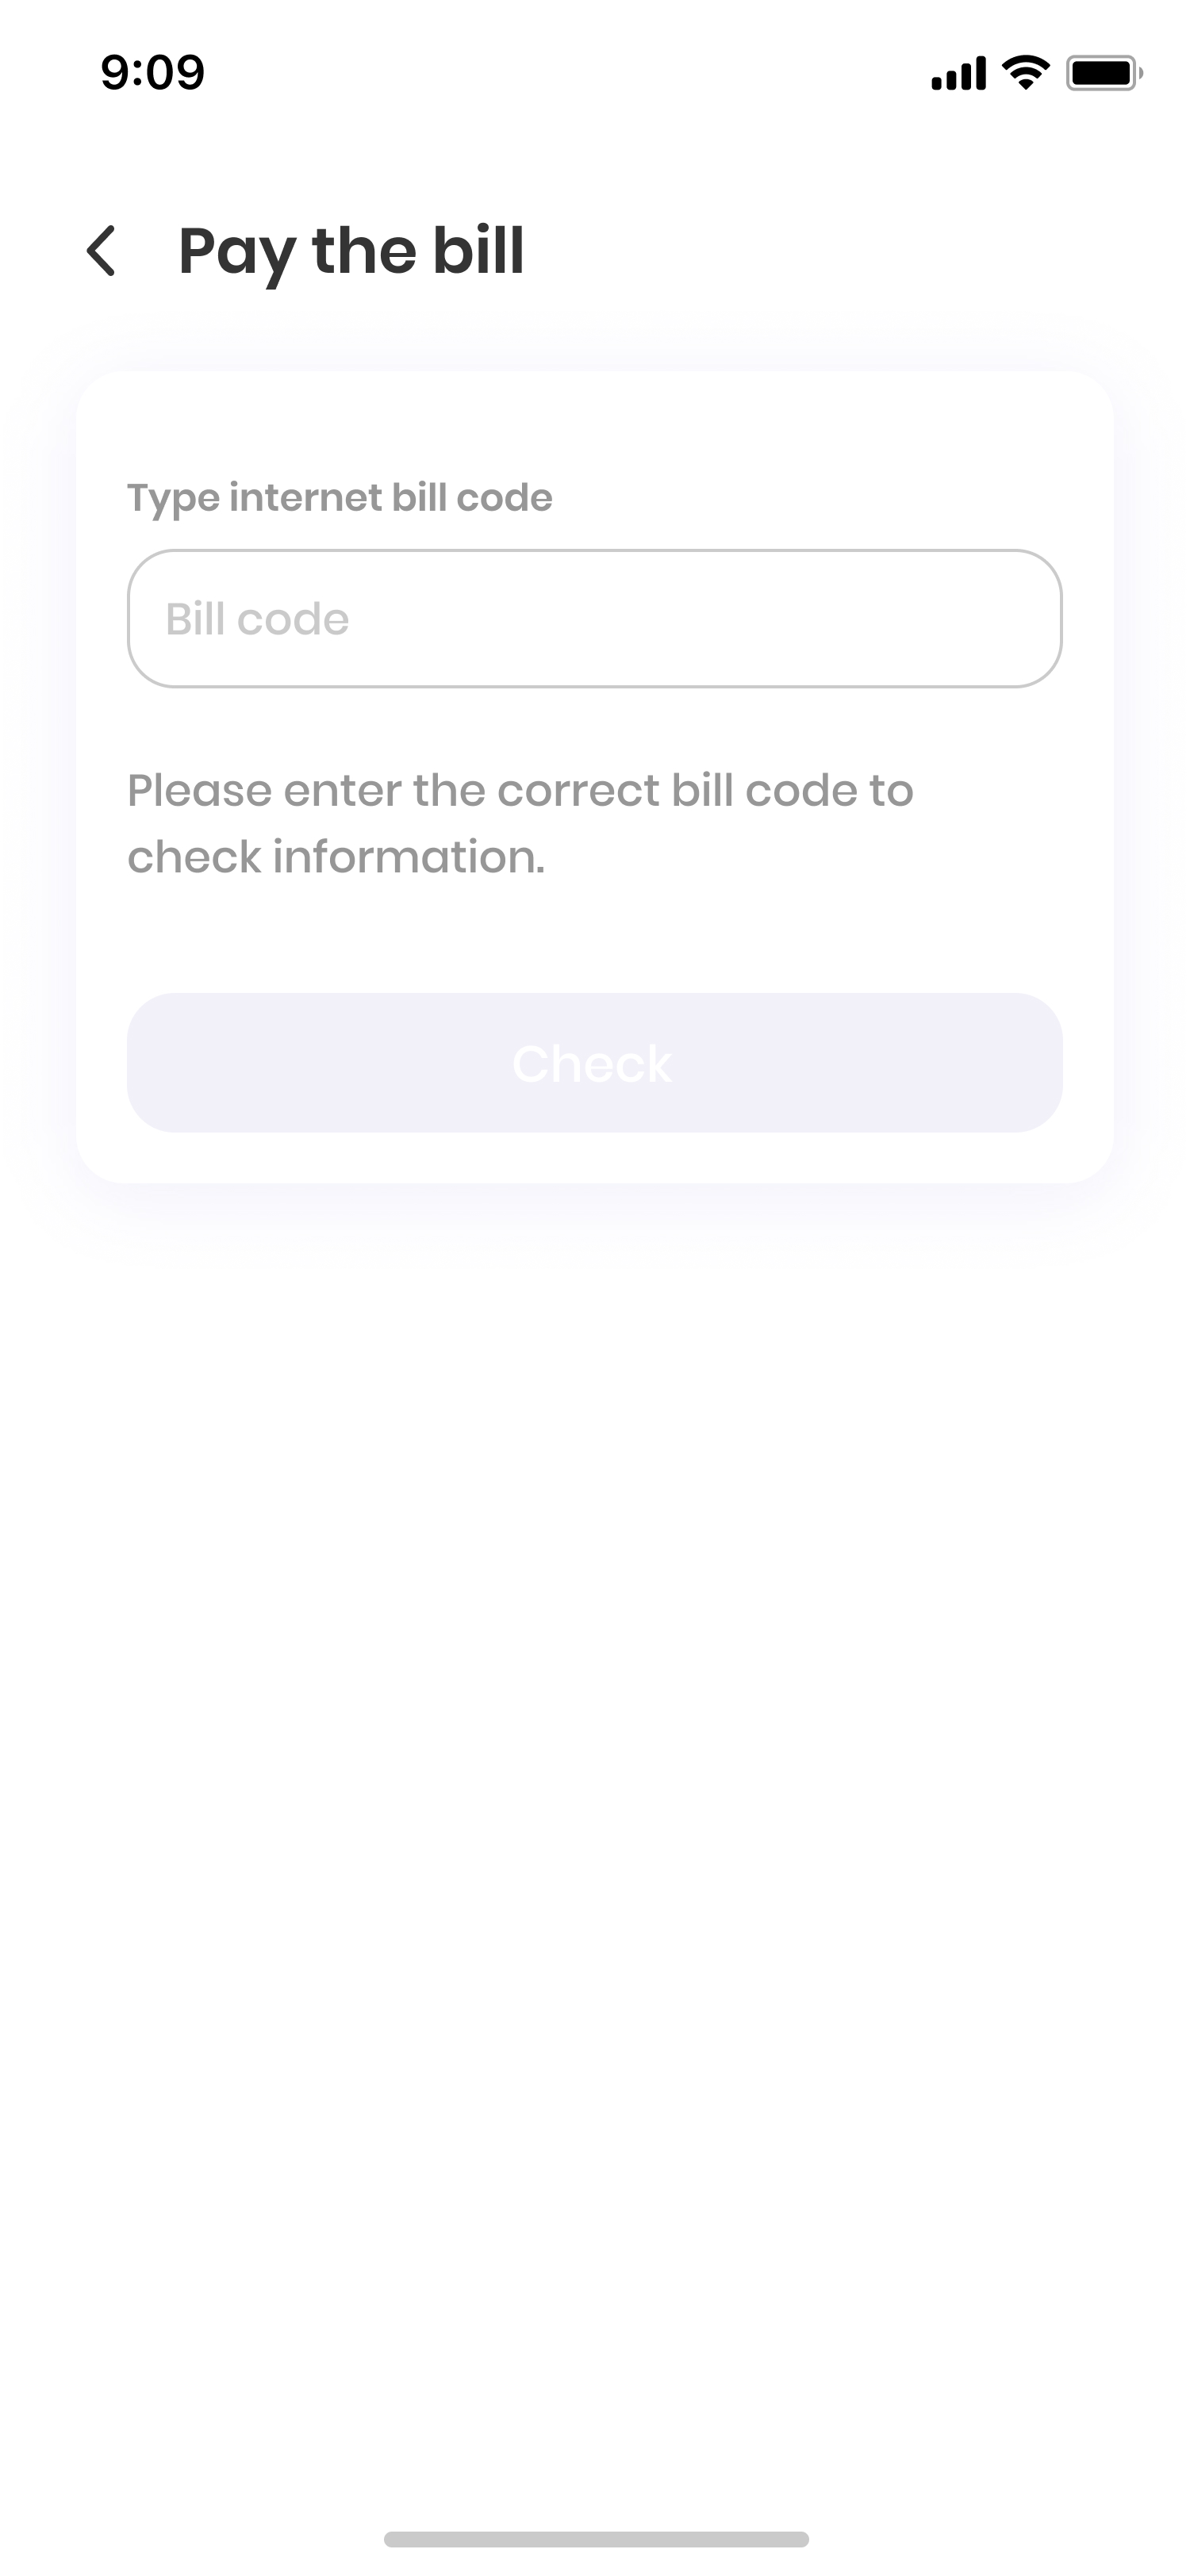 9:09
Pay the bill
Type internet bill code
Bill code
Please enter the correct bill code to
check information.
Check